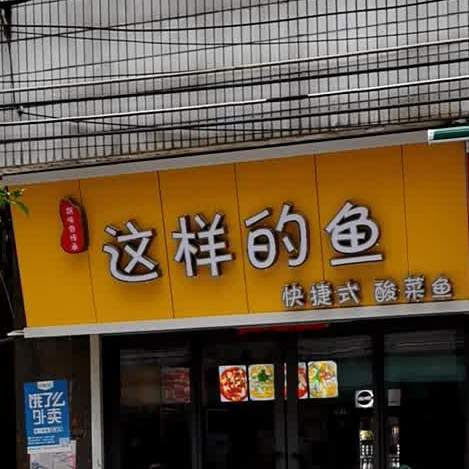 这样的鱼
快捷式 酸菜鱼
饿了么
外卖